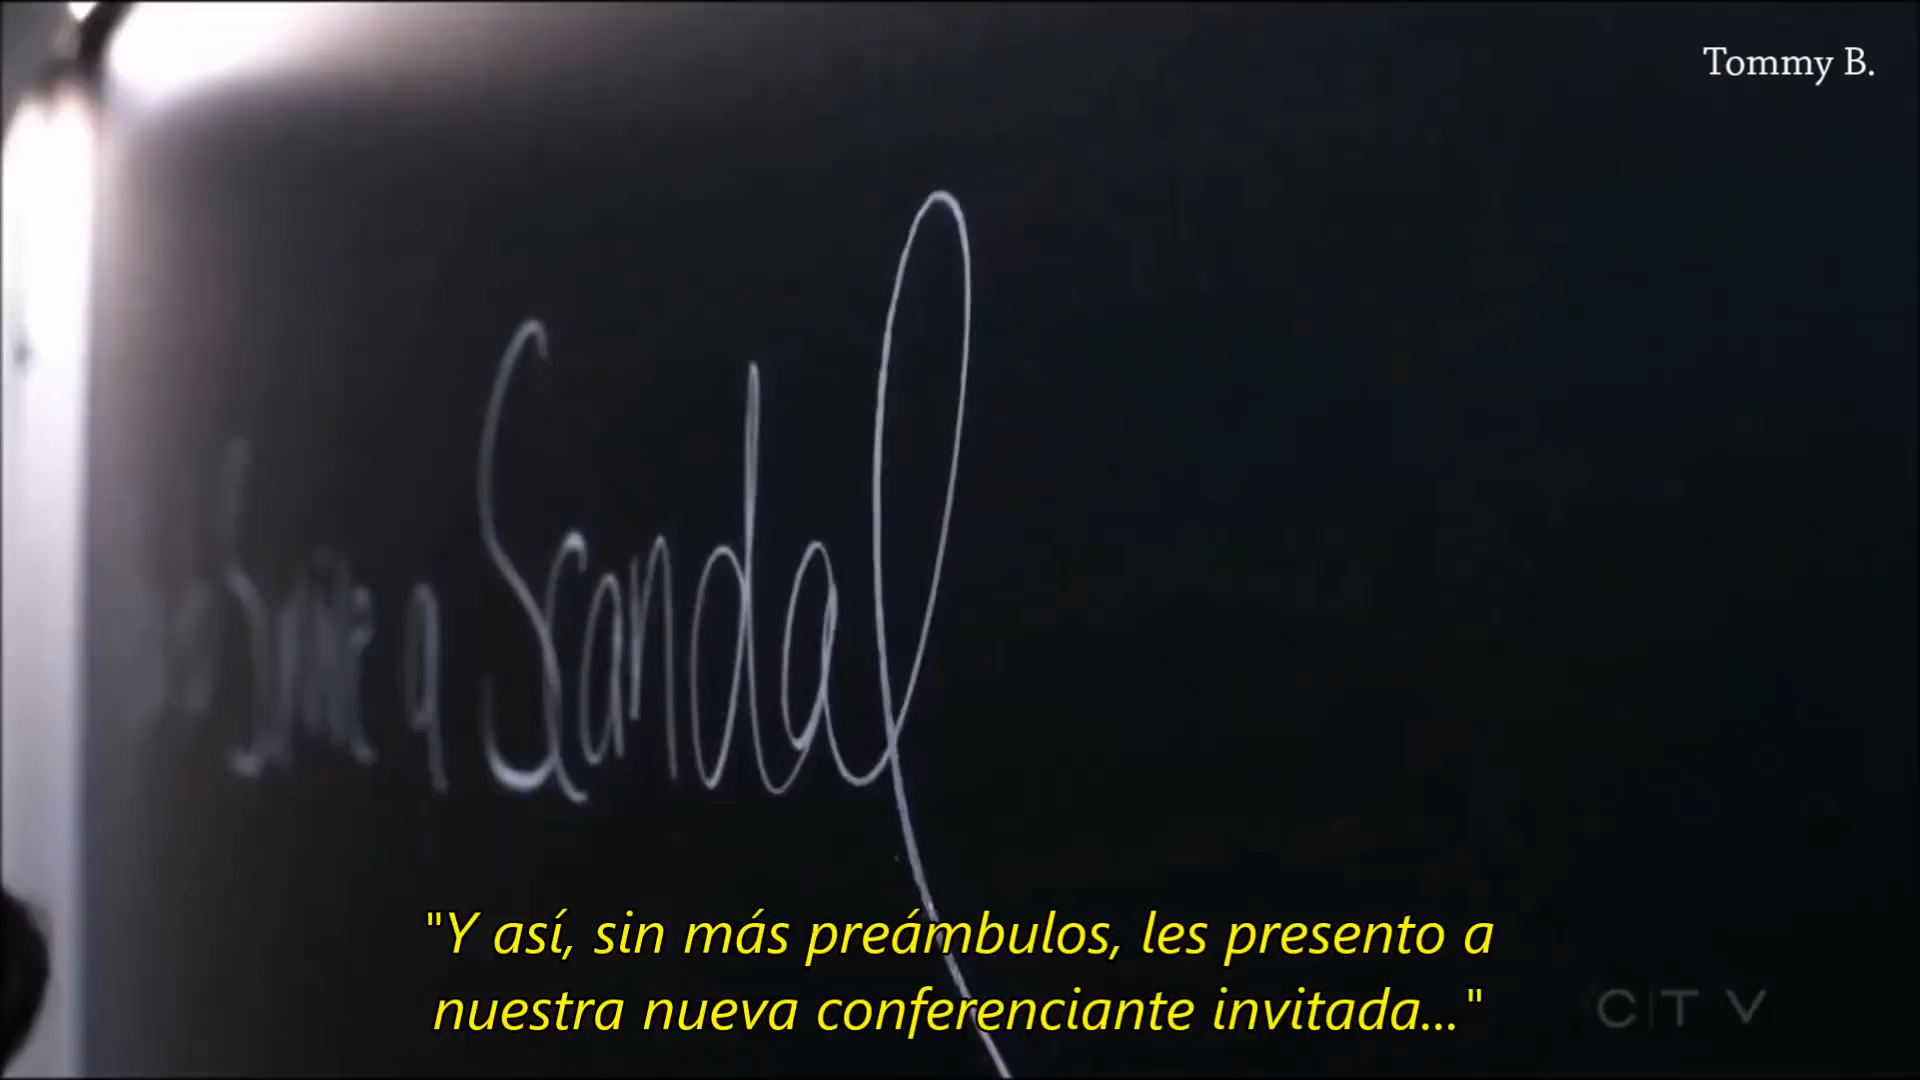 Tommy B.
a Scandal
"Y así, sin más preámbulos, les presento a
nuestra nueva conferenciante invitada..."
CTV